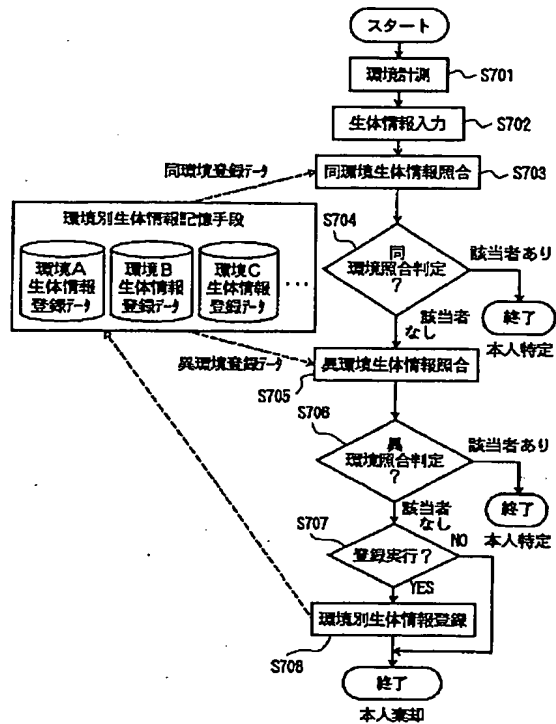 スタート
環境計測
S701
生体情報入力
S702
同環境登録データ
同環境生体情報照合
S703
環境別生体情報記憶手段
環境A
生体情報
登録データ
環境B
生体情報
登録データ
環境C
生体情報
登録データ
…
S704
同
環境照合判定
?
該当者あり
終了
本人特定
該当者
なし
異環境登録データ
異環境生体情報照合
S705
S706
異
環境照合判定
?
該当者あり
終了
本人特定
該当者
なし
S707
登録実行?
NO
YES
環境別生体情報登録
S708
終了
本人棄却